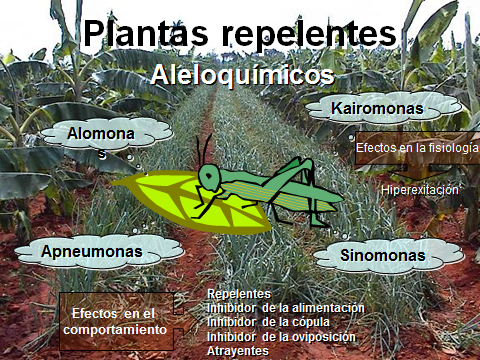 Plantas repelentes
Aleloquímicos
Kairomonas
Alomona
s
Efectos en la fisiología
Hiperexitación
Apneumonas
Sinomonas
Efectos en el
comportamiento
Repelentes
Inhibidor de la alimentación
Inhibidor de la cópula
Inhibidor de la oviposición
Atrayentes